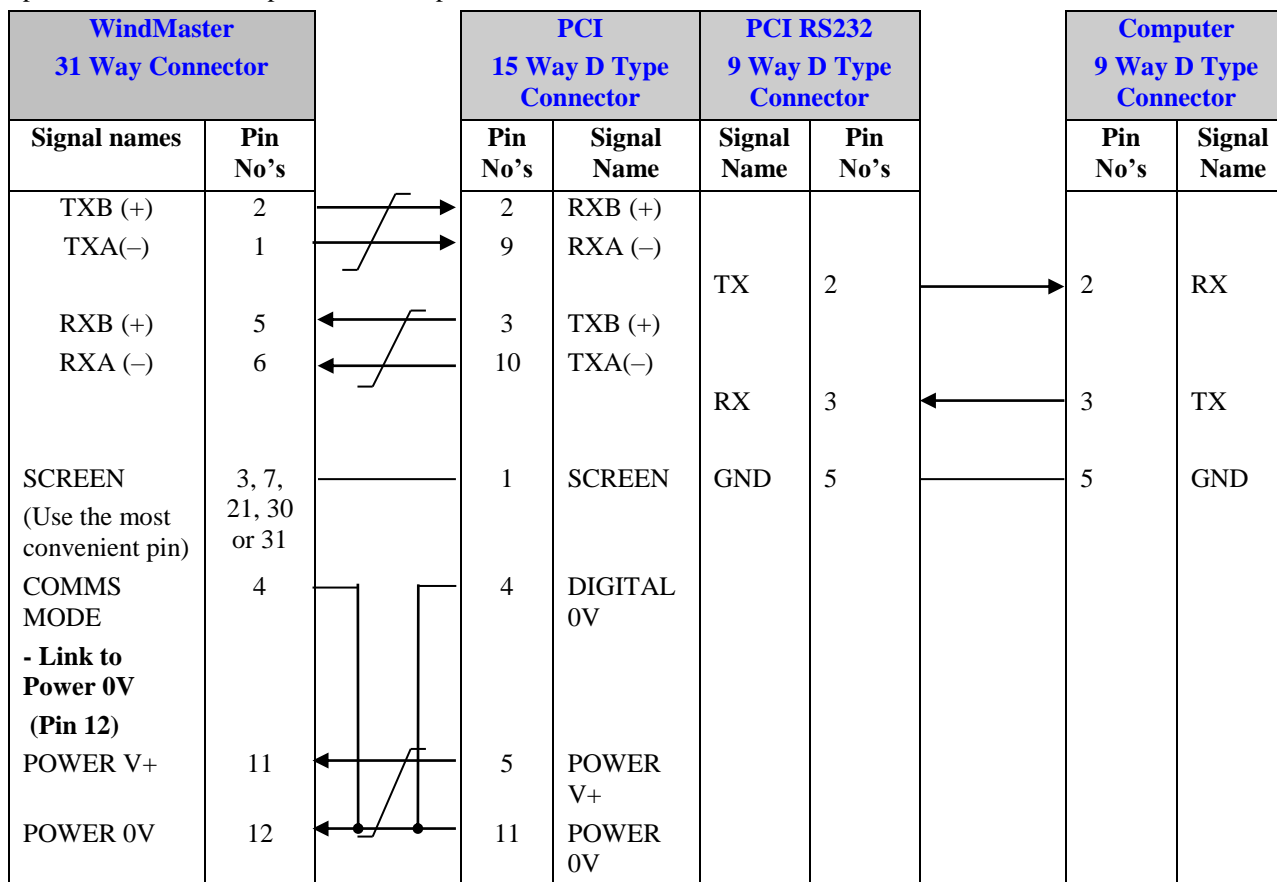 WindMaster PCI PCI RS232 Computer
31 Way Connector 15 Way D Type 9 Way D Type 9 Way D Type
Connector Connector Connector
Signal names Pin Pin Signal Signal Pin Pin Signal
No’s No’s Name Name No’s No’s Name
TXB (+) 2 2 RXB (+)
TXA(–) 1 9 RXA (–)
TX 2 2 RX
RXB (+) 5 3 TXB (+)
RXA (–) 6 10 TXA(–)
RX 3 3 TX
SCREEN 3, 7, 1 SCREEN GND 5 5 GND
(Use the most 21, 30
convenient pin) or 31
COMMS 4 4 DIGITAL
MODE 0V
- Link to
Power 0V
(Pin 12)
POWER V+ 11 5 POWER
V+
POWER 0V 12 11 POWER
0V